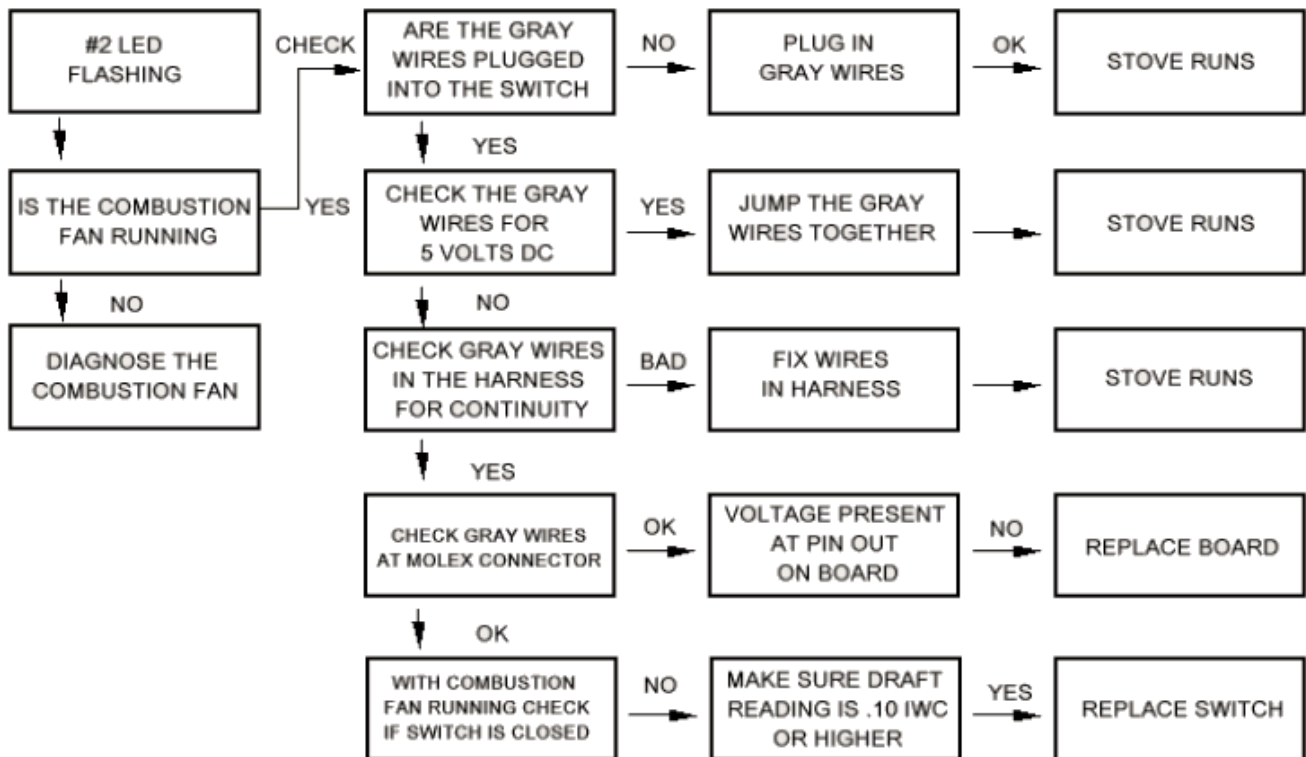 #2 LED
FLASHING
CHECK
ARE THE GRAY
WIRES PLUGGED
INTO THE SWITCH
NO
PLUG IN
GRAY WIRES
OK
STOVE RUNS
YES
IS THE COMBUSTION
FAN RUNNING
YES
CHECK THE GRAY
WIRES FOR
5 VOLTS DC
YES
JUMP THE GRAY
WIRES TOGETHER
STOVE RUNS
NO
NO
DIAGNOSE THE
COMBUSTION FAN
CHECK GRAY WIRES
IN THE HARNESS
FOR CONTINUITY
BAD
FIX WIRES
IN HARNESS
STOVE RUNS
YES
CHECK GRAY WIRES
AT MOLEX CONNECTOR
OK
VOLTAGE PRESENT
AT PIN OUT
ON BOARD
NO
REPLACE BOARD
OK
WITH COMBUSTION
FAN RUNNING CHECK
IF SWITCH IS CLOSED
NO
MAKE SURE DRAFT
READING IS .10 IWC
OR HIGHER
YES
REPLACE SWITCH